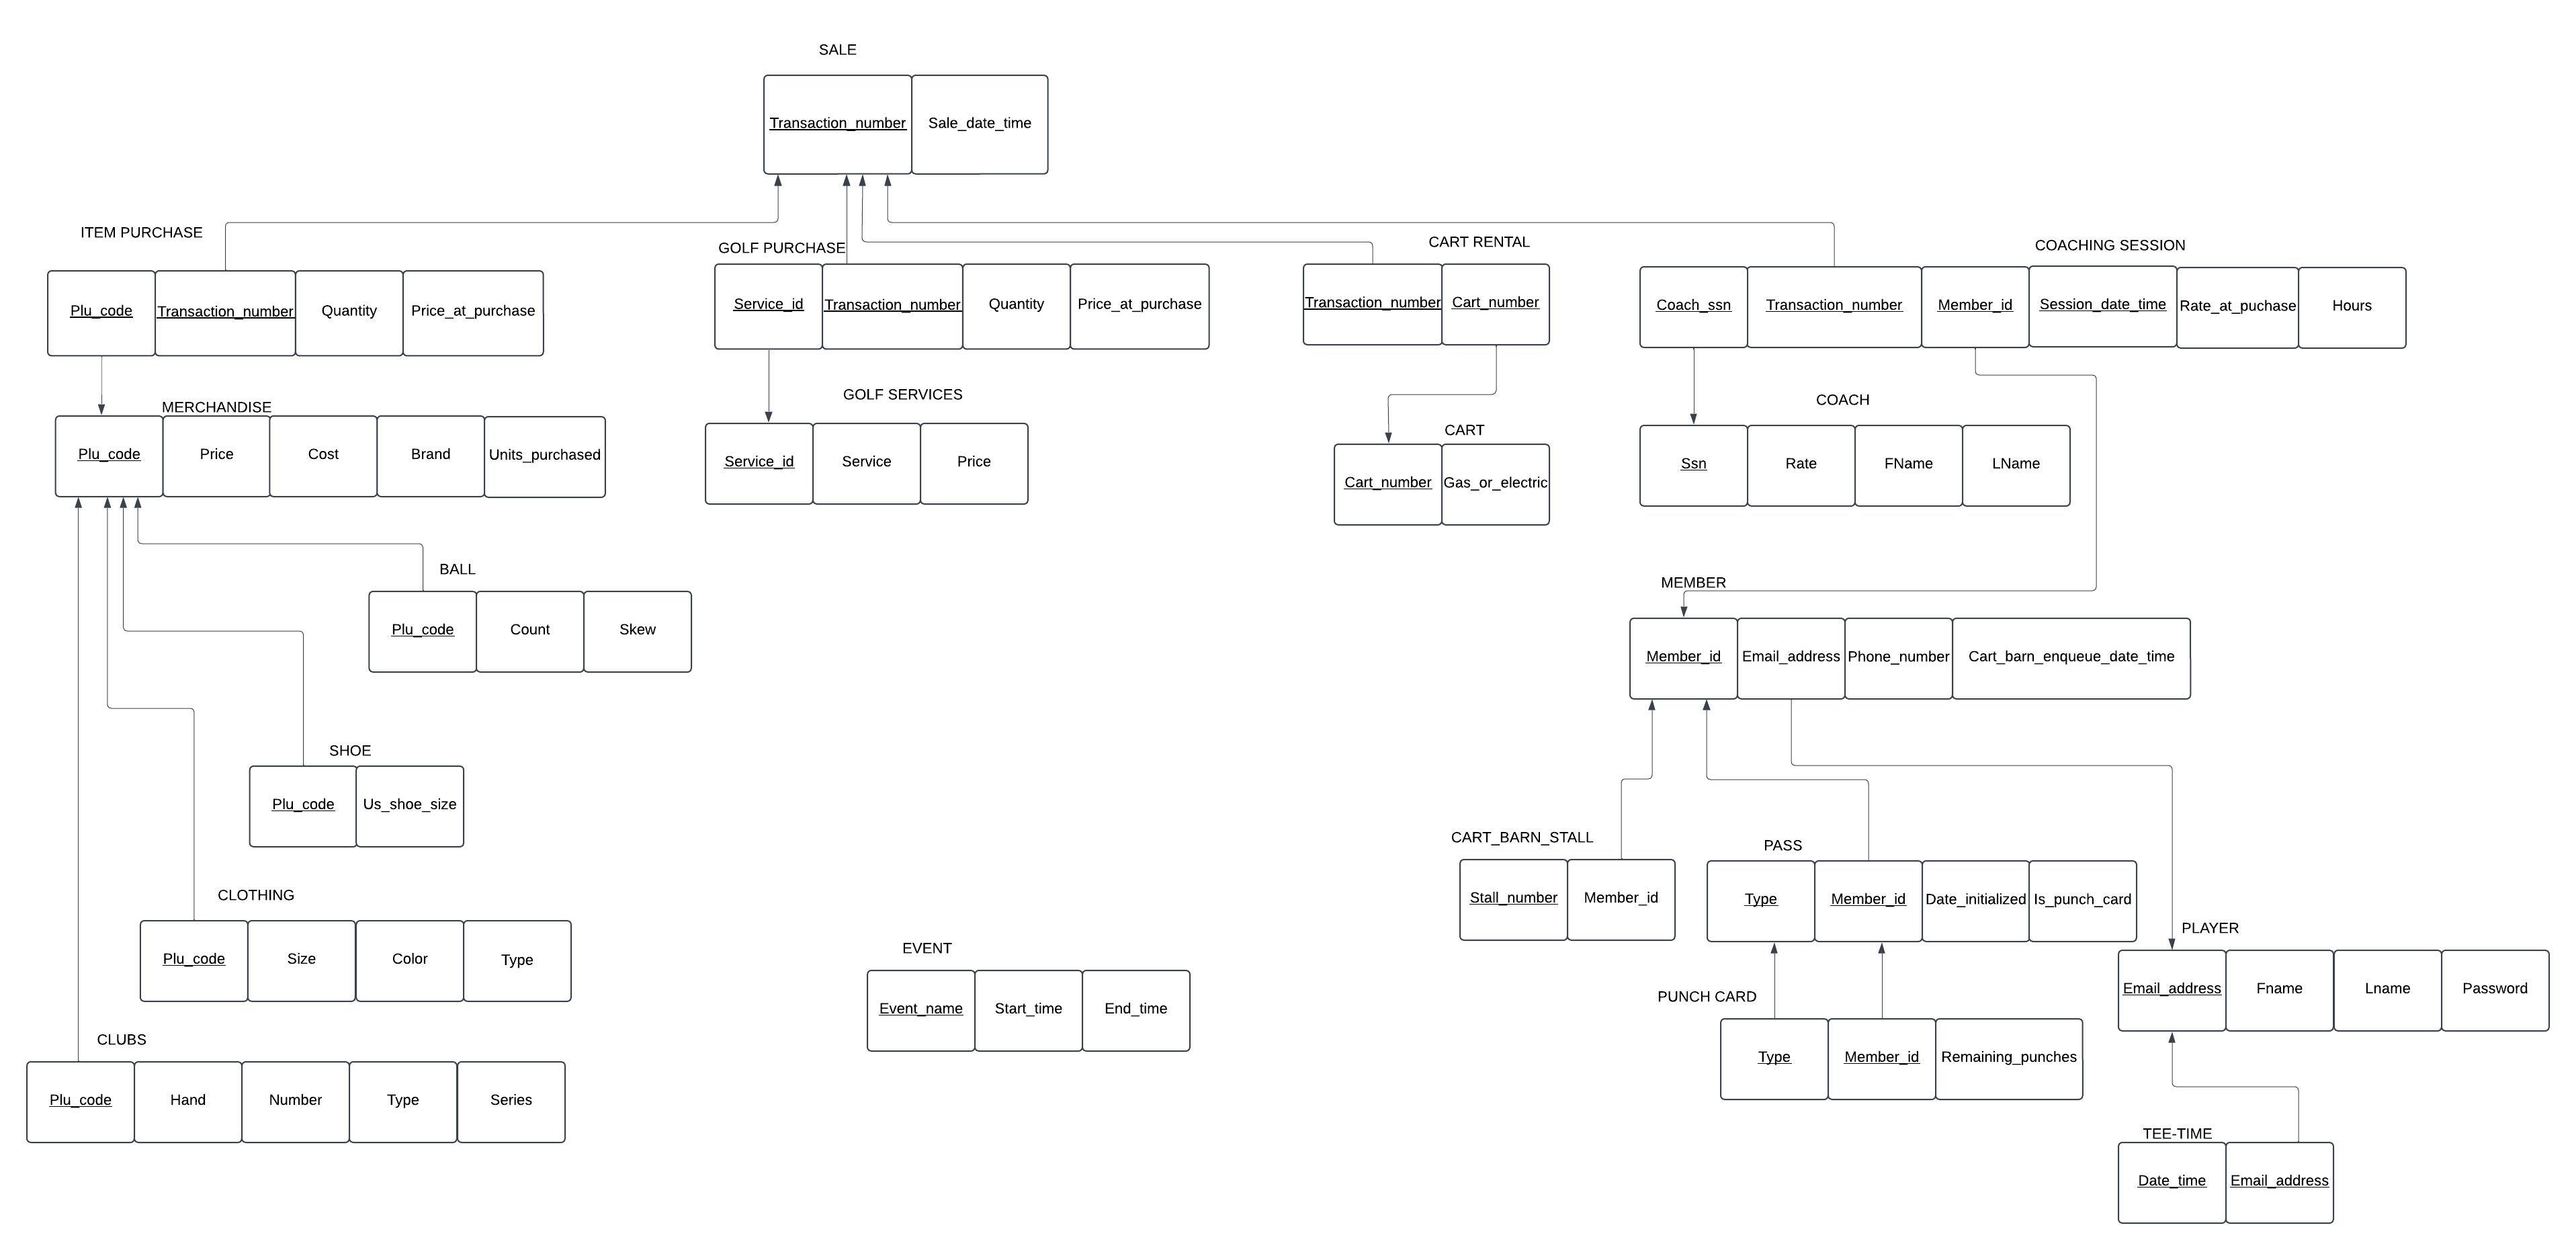 SALE
Transaction_number Sale_date_time
ITEM PURCHASE
Plu_code Transaction_number Quantity Price_at_purchase
GOLF PURCHASE
Service_id Transaction_number Quantity Price_at_purchase
CART RENTAL
Transaction_number Cart_number
COACHING SESSION
Coach_ssn Transaction_number Member_id Session_date_time Rate_at_puchase Hours
MERCHANDISE
Plu_code Price Cost Brand Units_purchased
GOLF SERVICES
Service_id Service Price
CART
Cart_number Gas_or_electric
COACH
Ssn Rate FName LName
BALL
Plu_code Count Skew
MEMBER
Member_id Email_address Phone_number Cart_barn_enqueue_date_time
SHOE
Plu_code Us_shoe_size
CLOTHING
Plu_code Size Color Type
CLUBS
Plu_code Hand Number Type Series
EVENT
Event_name Start_time End_time
CART_BARN_STALL
Stall_number Member_id
PASS
Type Member_id Date_initialized Is_punch_card
PUNCH CARD
Type Member_id Remaining_punches
PLAYER
Email_address Fname Lname Password
TEE-TIME
Date_time Email_address